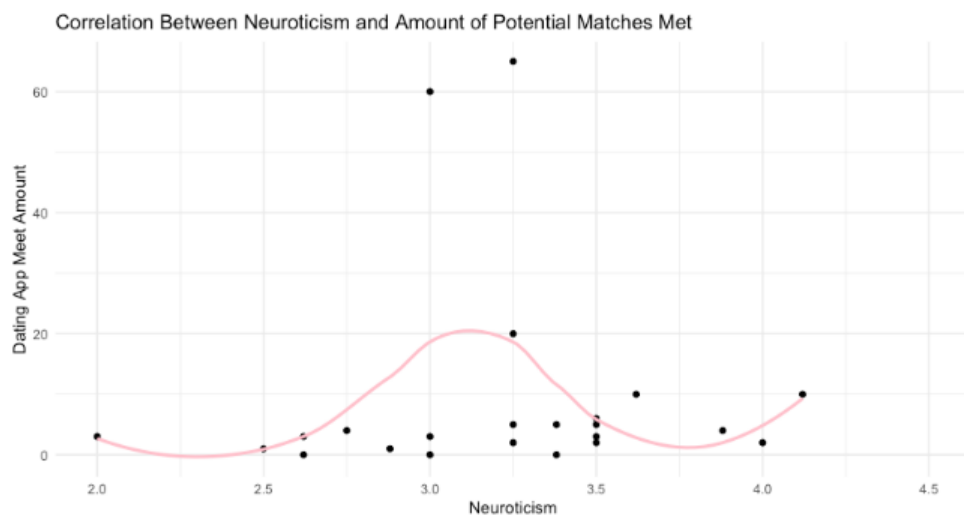 Correlation Between Neuroticism and Amount of Potential Matches Met
Dating App Meet Amount
60
40
20
0
2.0 2.5 3.0 3.5 4.0 4.5
Neuroticism